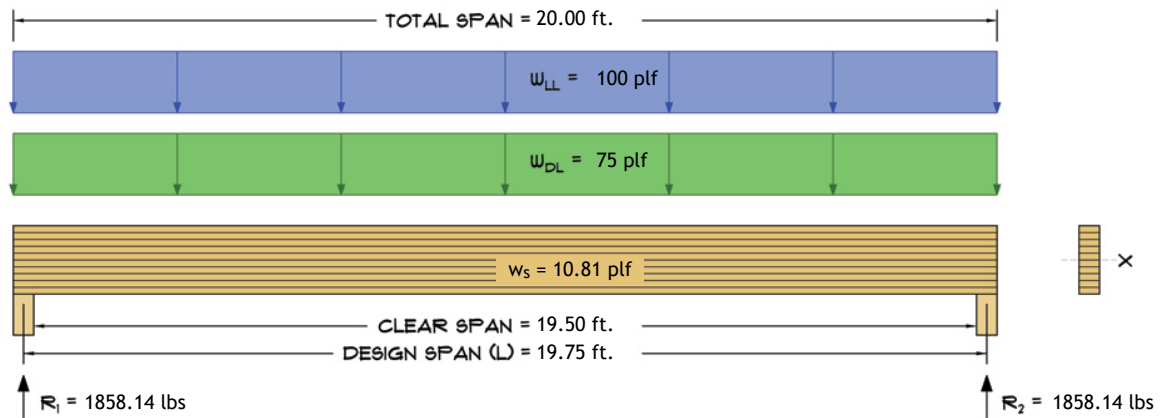 TOTAL SPAN = 20.00 ft.
wLL = 100 plf
wDL = 75 plf
ws = 10.81 plf
X
CLEAR SPAN = 19.50 ft.
DESIGN SPAN (L) = 19.75 ft.
R1 = 1858.14 lbs
R2 = 1858.14 lbs